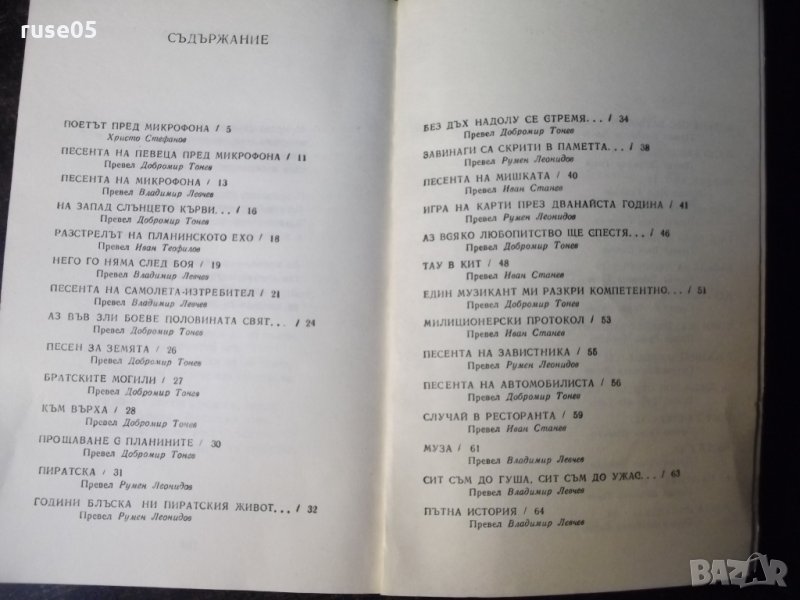 ruse05
СЪДЪРЖАНИЕ
ПОЕТЪТ ПРЕД МИКРОФОНА / 5
Христо Стефанов
ПЕСЕНТА НА ПЕВЕЦА ПРЕД МИКРОФОНА / 11
Превел Добромир Тонев
ПЕСЕНТА НА МИКРОФОНА / 13
Превел Владимир Левчев
НА ЗАПАД СЛЪНЦЕТО КЪРВИ... / 16
Превел Добромир Тонев
РАЗСТРЕЛЪТ НА ПЛАНИНСКОТО ЕХО / 18
Превел Иван Теофилов
НЕГО ГО НЯМА СЛЕД БОЯ / 19
Превел Владимир Левчев
ПЕСЕНТА НА САМОЛЕТА-ИЗТРЕБИТЕЛ / 21
Превел Владимир Левчев
АЗ ВЪВ ЗЛИ БОЕВЕ ПОЛОВИНАТА СВЯТ... / 24
Превел Добромир Тонев
ПЕСЕН ЗА ЗЕМЯТА / 26
Превел Добромир Тонев
БРАТСКИТЕ МОГИЛИ / 27
Превел Добромир Тонев
КЪМ ВЪРХА / 28
Превел Добромир Тонев
ПРОЩАВАНЕ С ПЛАНИНИТЕ / 30
Превел Добромир Тонев
ПИРАТСКА / 31
Превел Румен Леонидов
ГОДИНИ БЛЪСКА НИ ПИРАТСКИЯ ЖИВОТ... / 32
Превел Румен Леонидов
БЕЗ ДЪХ НАДОЛУ СЕ СТРЕМЯ... / 34
Превел Добромир Тонев
ЗАВИНАГИ СА СКРИТИ В ПАМЕТТА... / 38
Превел Румен Леонидов
ПЕСЕНТА НА МИШКАТА / 40
Превел Иван Станев
ИГРА НА КАРТИ ПРЕЗ ДВАНАЙСТА ГОДИНА / 41
Превел Румен Леонидов
АЗ ВСЯКО ЛЮБОПИТСТВО ЩЕ СПЕСТЯ... / 46
Превел Добромир Тонев
ТАУ В КИТ / 48
Превел Иван Станев
ЕДИН МУЗИКАНТ МИ РАЗКРИ КОМПЕТЕНТНО... / 51
Превел Добромир Тонев
МИЛИЦИОНЕРСКИ ПРОТОКОЛ / 53
Превел Иван Станев
ПЕСЕНТА НА ЗАВИСТНИКА / 55
Превел Румен Леонидов
ПЕСЕНТА НА АВТОМОБИЛИСТА / 56
Превел Добромир Тонев
СЛУЧАЙ В РЕСТОРАНТА / 59
Превел Иван Станев
МУЗА / 61
Превел Владимир Левчев
СИТ СЪМ ДО ГУША, СИТ СЪМ ДО УЖАС... / 63
Превел Владимир Левчев
ПЪТНА ИСТОРИЯ / 64
Превел Владимир Левчев
BAZAR